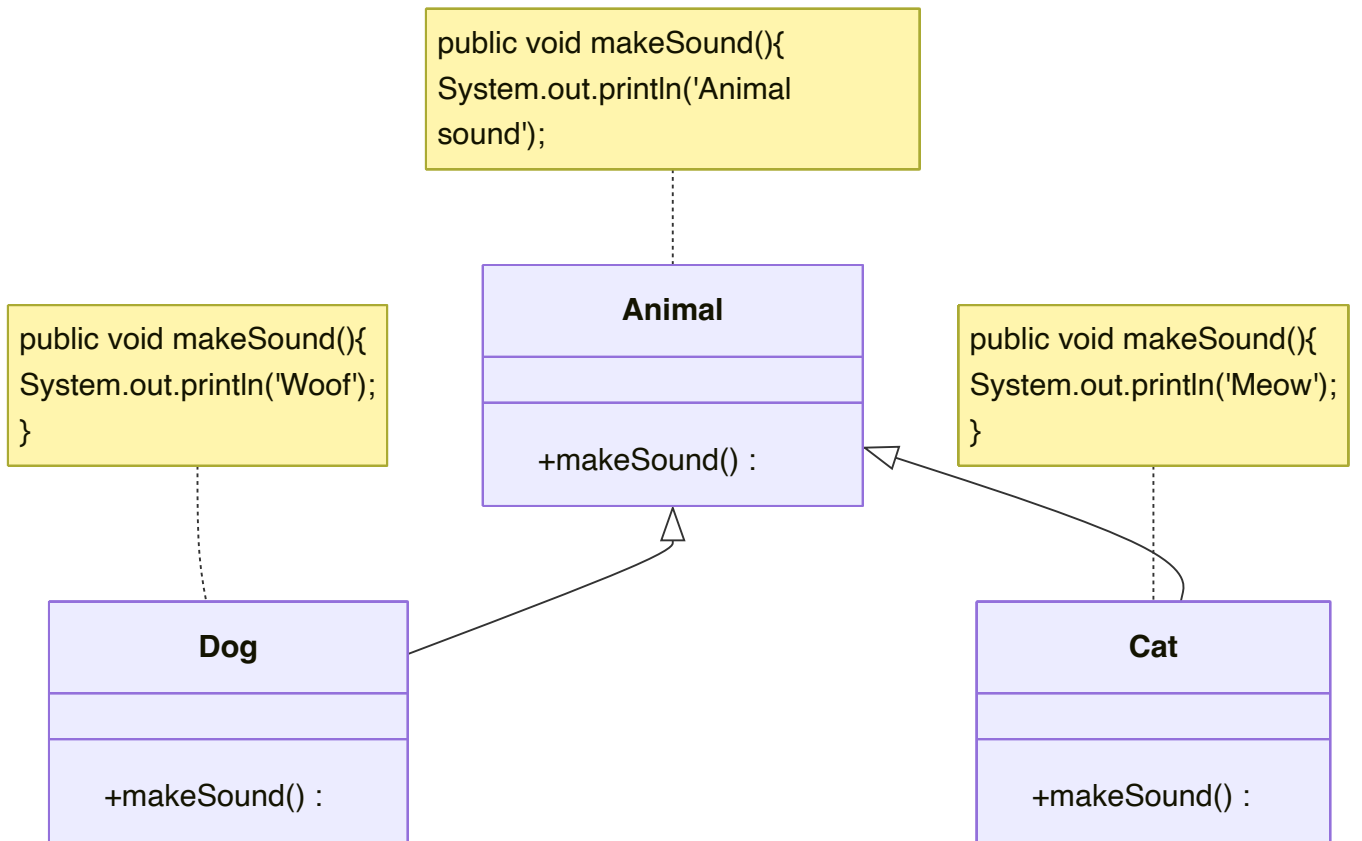 public void makeSound(){
System.out.println('Animal
sound');
Animal
+makeSound() :
public void makeSound(){
System.out.println('Woof');
}
public void makeSound(){
System.out.println('Meow');
}
Dog
+makeSound() :
Cat
+makeSound() :